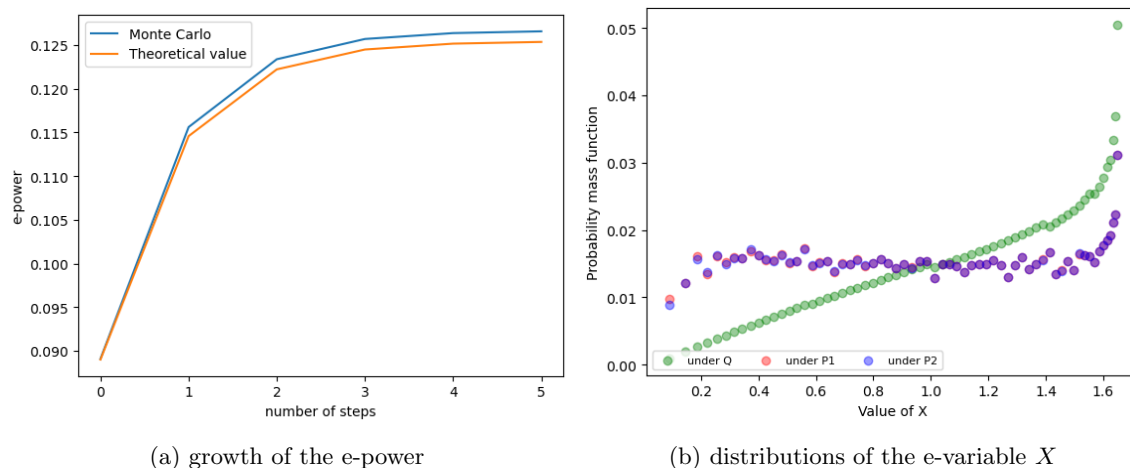 Monte Carlo
Theoretical value
0.125
0.120
0.115
0.110
0.105
0.100
0.095
0.090
e-power
0 1 2 3 4 5
number of steps
(a) growth of the e-power
0.05
0.04
0.03
0.02
0.01
0.00
Probability mass function
under Q under P1 under P2
0.2 0.4 0.6 0.8 1.0 1.2 1.4 1.6
Value of X
(b) distributions of the e-variable X